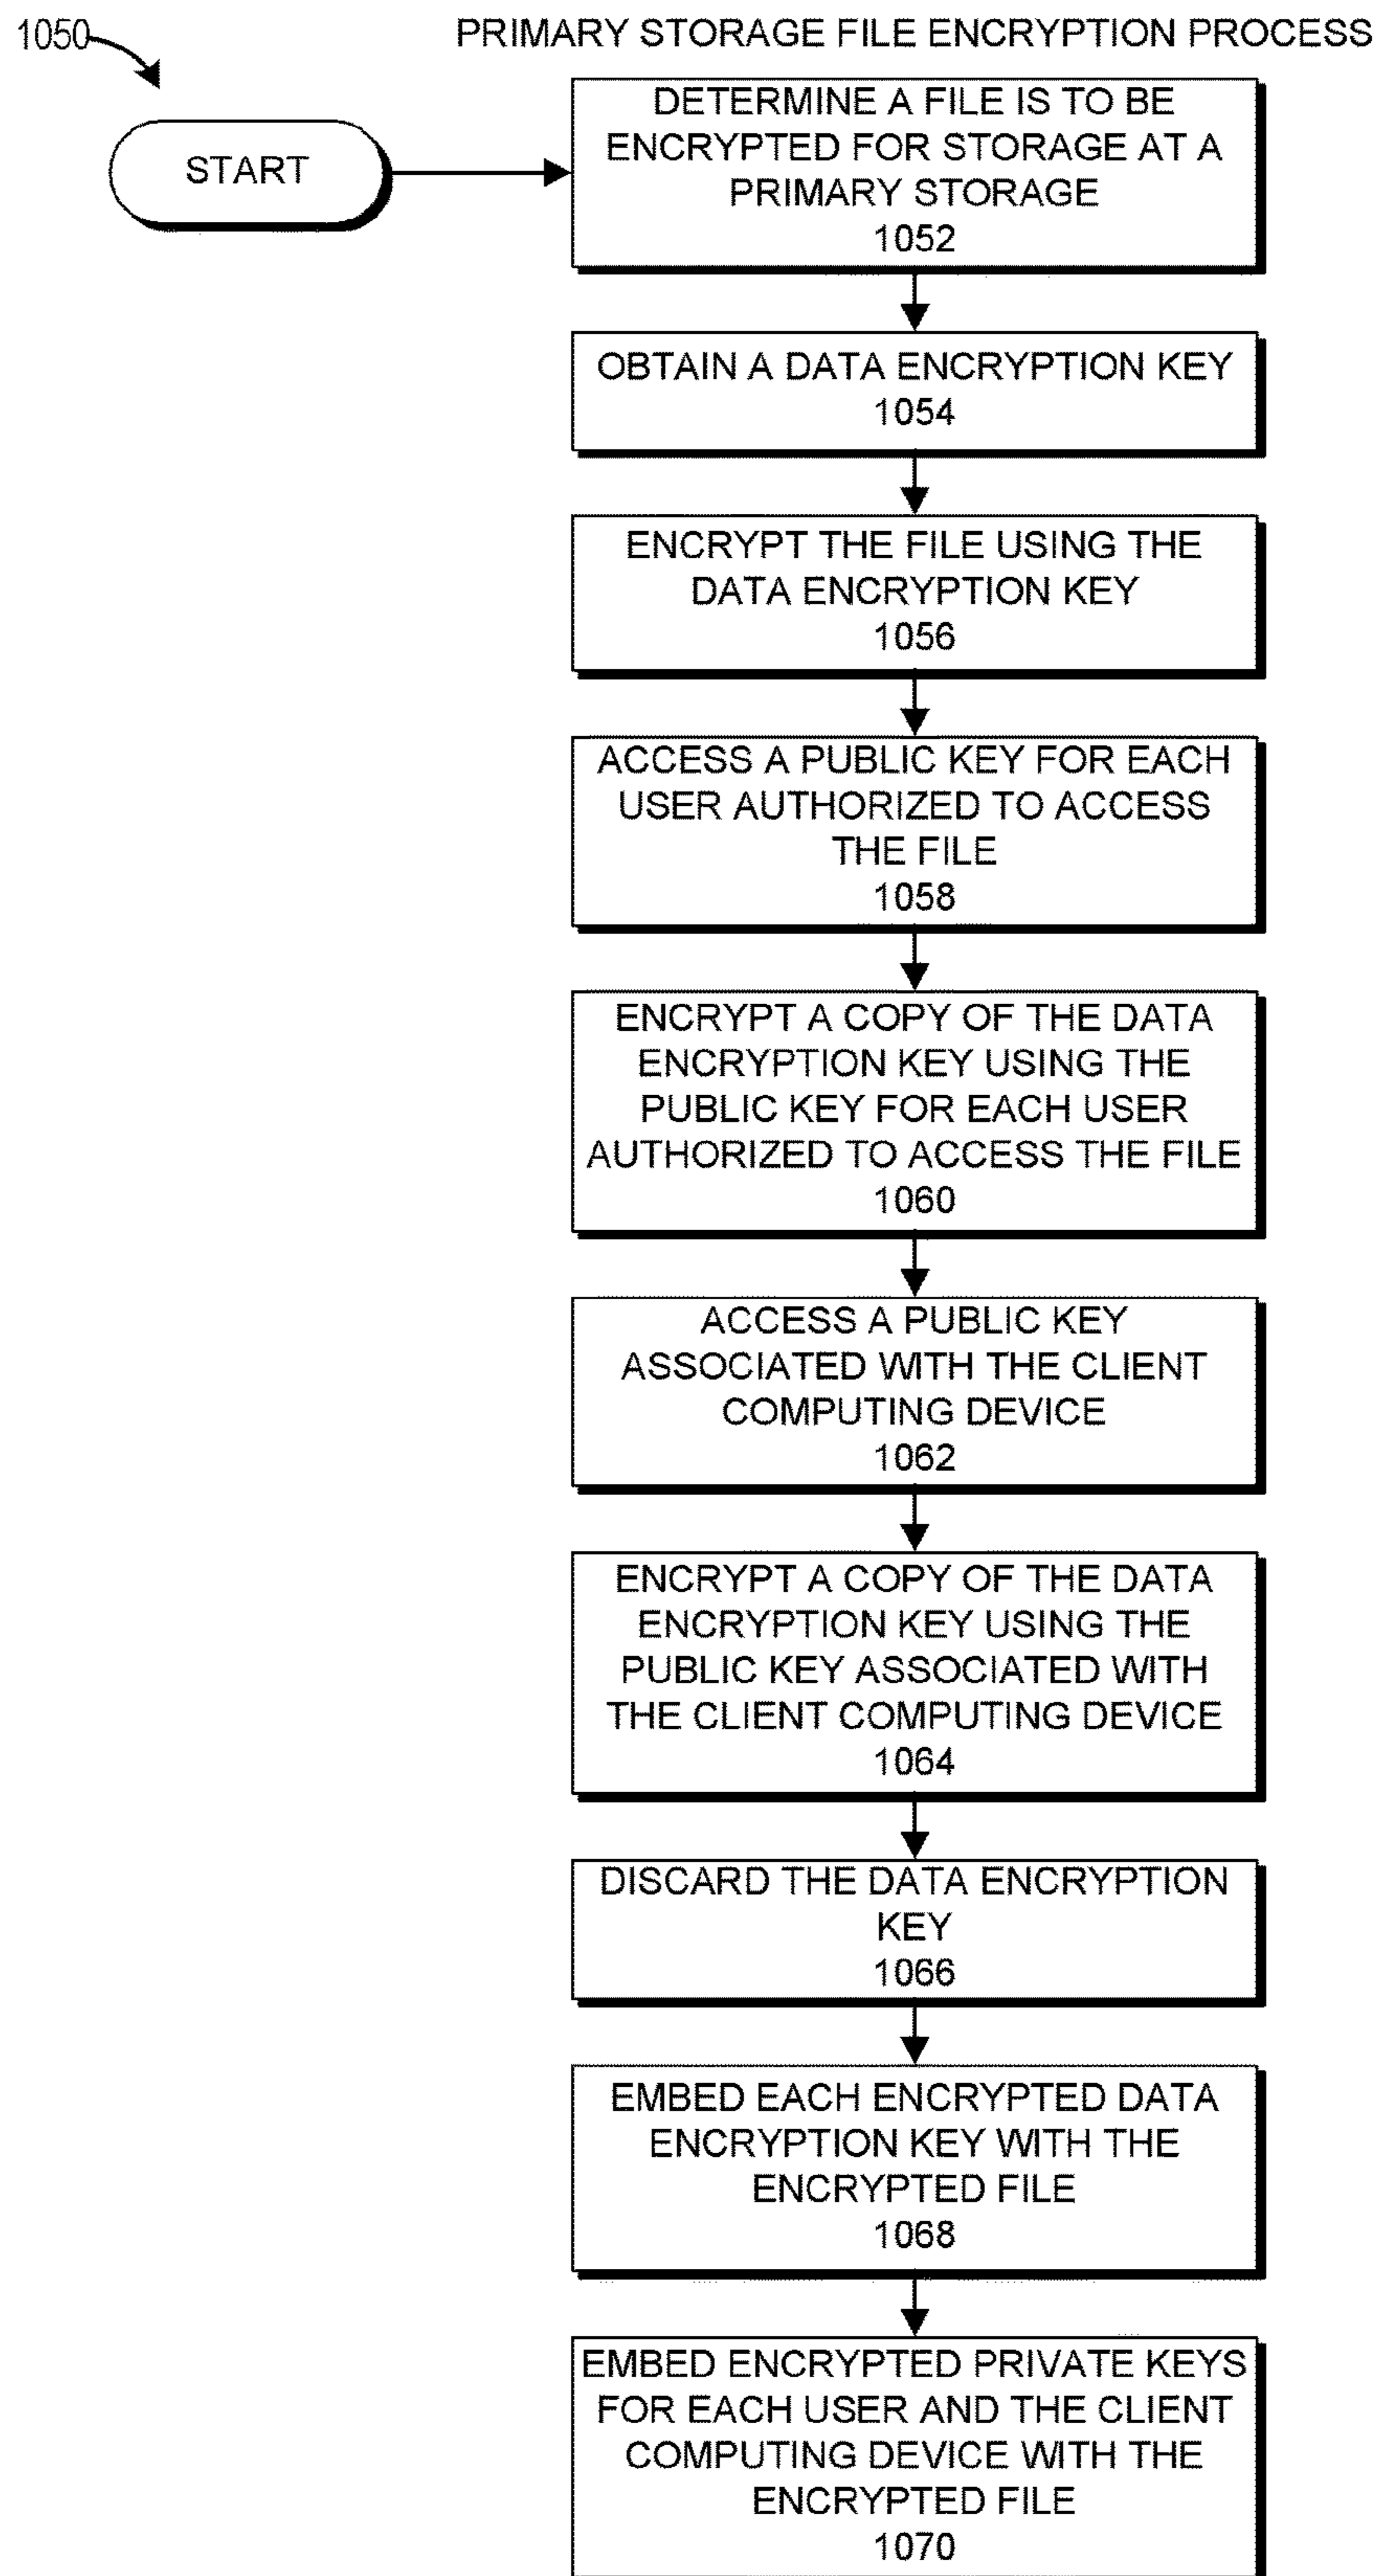 1050
PRIMARY STORAGE FILE ENCRYPTION PROCESS
START
DETERMINE A FILE IS TO BE
ENCRYPTED FOR STORAGE AT A
PRIMARY STORAGE
1052
OBTAIN A DATA ENCRYPTION KEY
1054
ENCRYPT THE FILE USING THE
DATA ENCRYPTION KEY
1056
ACCESS A PUBLIC KEY FOR EACH
USER AUTHORIZED TO ACCESS
THE FILE
1058
ENCRYPT A COPY OF THE DATA
ENCRYPTION KEY USING THE
PUBLIC KEY FOR EACH USER
AUTHORIZED TO ACCESS THE FILE
1060
ACCESS A PUBLIC KEY
ASSOCIATED WITH THE CLIENT
COMPUTING DEVICE
1062
ENCRYPT A COPY OF THE DATA
ENCRYPTION KEY USING THE
PUBLIC KEY ASSOCIATED WITH
THE CLIENT COMPUTING DEVICE
1064
DISCARD THE DATA ENCRYPTION
KEY
1066
EMBED EACH ENCRYPTED DATA
ENCRYPTION KEY WITH THE
ENCRYPTED FILE
1068
EMBED ENCRYPTED PRIVATE KEYS
FOR EACH USER AND THE CLIENT
COMPUTING DEVICE WITH THE
ENCRYPTED FILE
1070